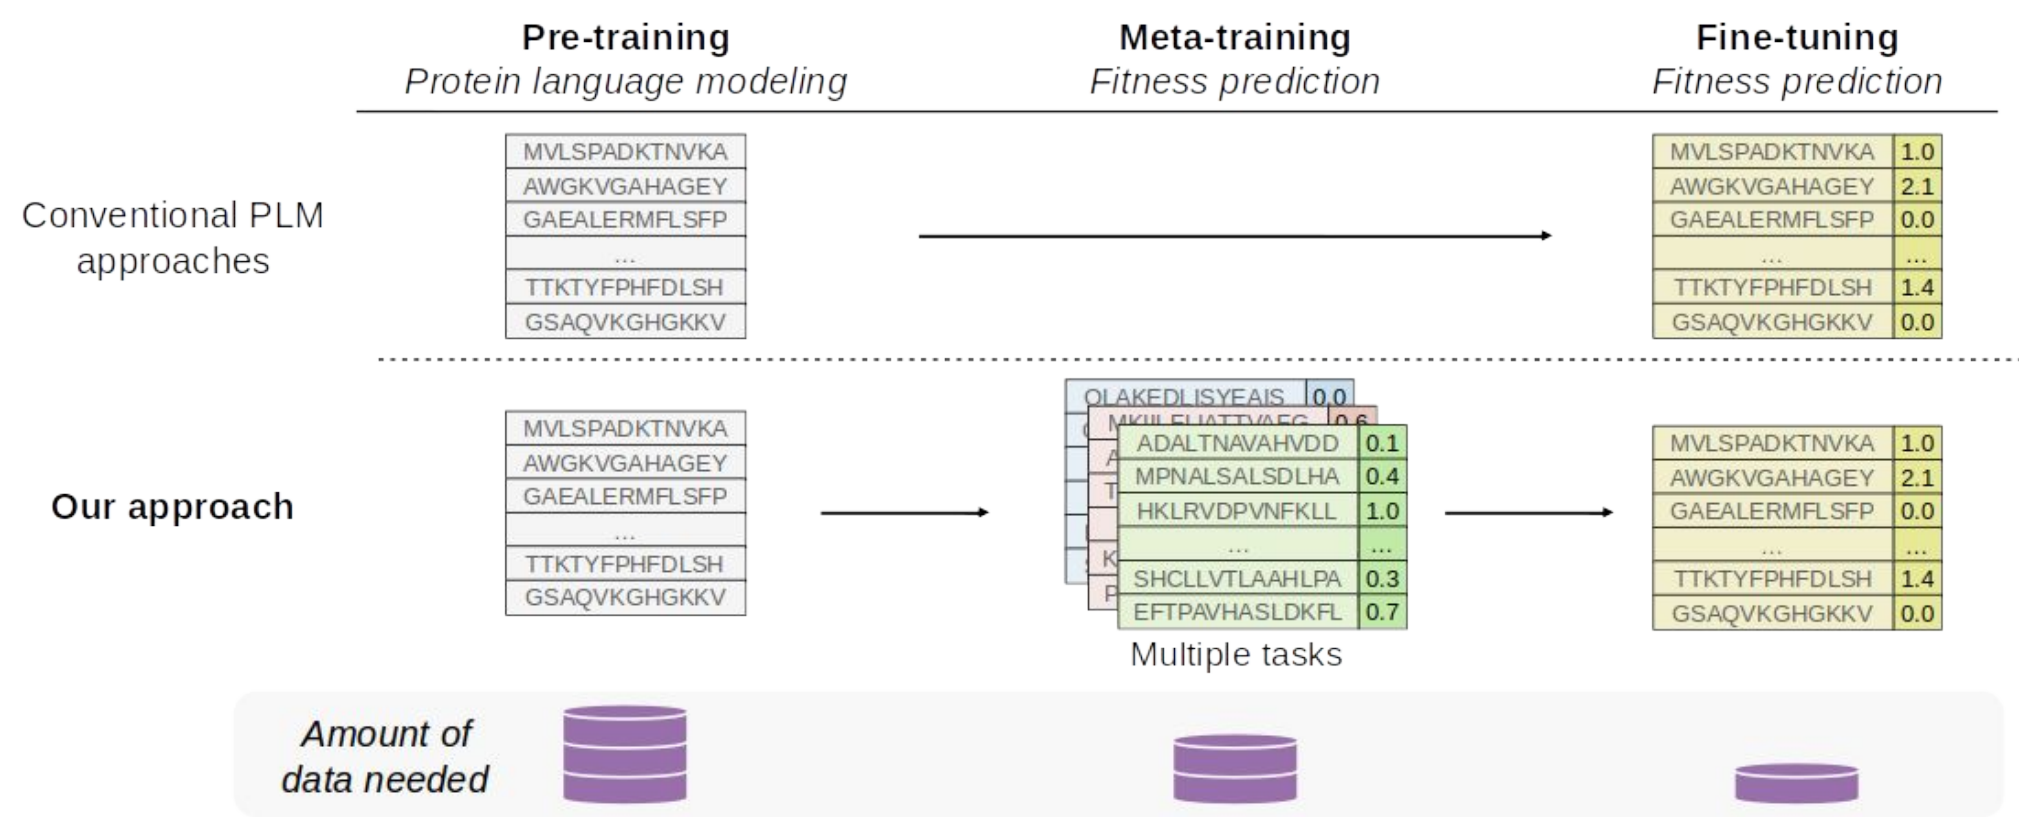 Pre-training
Protein language modeling
Meta-training
Fitness prediction
Fine-tuning
Fitness prediction
Conventional PLM
approaches
MVLSPADKTNVKA
AWGKVGAHAGEY
GAEALERMFLSFP
...
TTKTYFPHFDLSH
GSAQVKGHGKKV
MVLSPADKTNVKA 1.0
AWGKVGAHAGEY 2.1
GAEALERMFLSFP 0.0
... ...
TTKTYFPHFDLSH 1.4
GSAQVKGHGKKV 0.0
Our approach
MVLSPADKTNVKA
AWGKVGAHAGEY
GAEALERMFLSFP
...
TTKTYFPHFDLSH
GSAQVKGHGKKV
QLAKEDLISYEAIS 0.0
0.6
A
T
K
P
ADALTNAVAHVDD 0.1
MPNALSALSDLHA 0.4
HKLRVDPVNFKLL 1.0
... ...
SHCLLVTLAAHLPA 0.3
EFTPAVHASLDKFL 0.7
Multiple tasks
MVLSPADKTNVKA 1.0
AWGKVGAHAGEY 2.1
GAEALERMFLSFP 0.0
... ...
TTKTYFPHFDLSH 1.4
GSAQVKGHGKKV 0.0
Amount of
data needed